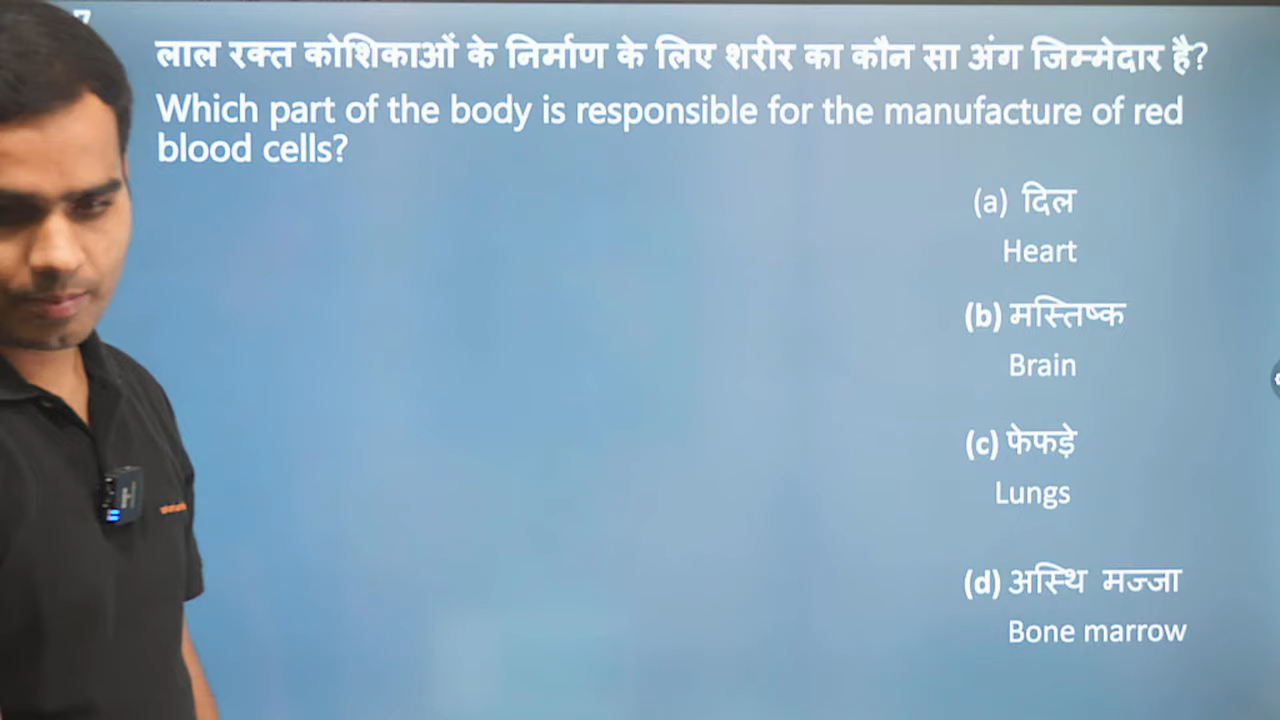 लाल रक्त कोशिकाओं के निर्माण के लिए शरीर का कौन सा अंग जिम्मेदार है?
Which part of the body is responsible for the manufacture of red
blood cells?
(a) दिल
Heart
(b) मस्तिष्क
Brain
(c) फेफड़े
Lungs
(d) अस्थि मज्जा
Bone marrow
H